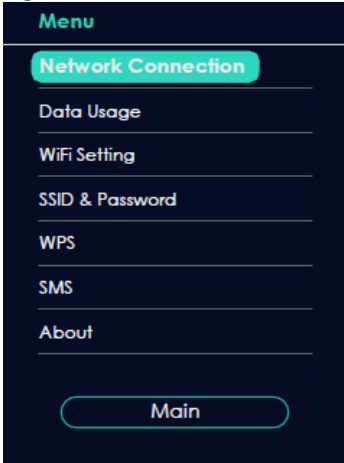 Menu
Network Connection
Data Usage
WiFi Setting
SSID & Password
WPS
SMS
About
Main